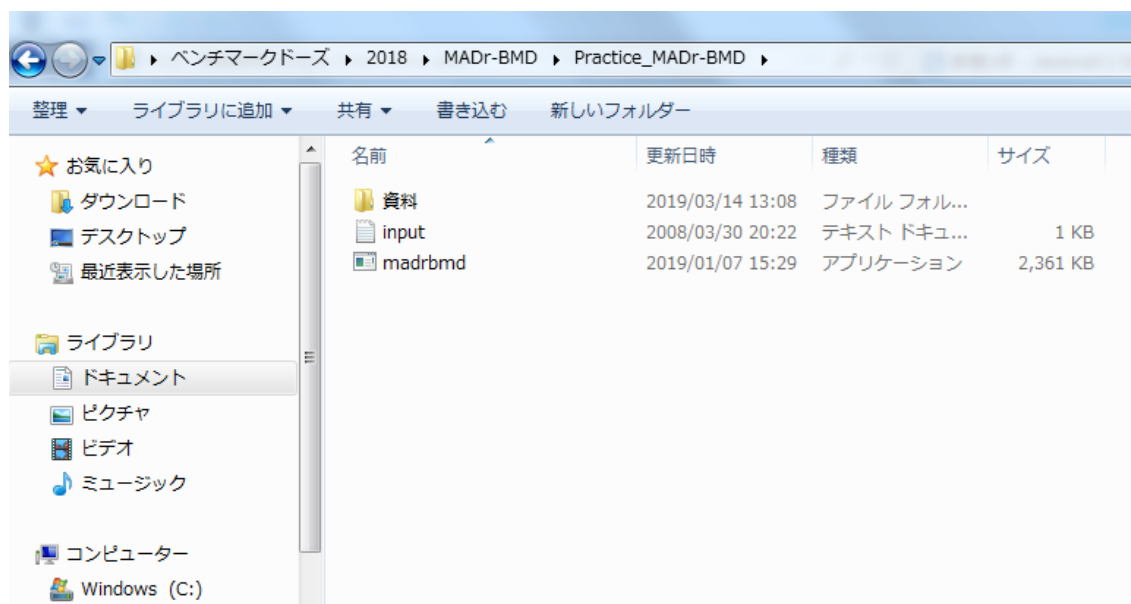 ベンチマークドーズ 2018 MADr-BMD Practice_MADr-BMD
整理 ライブラリに追加 共有 書き込む 新しいフォルダー
お気に入り
ダウンロード
デスクトップ
最近表示した場所
ライブラリ
ドキュメント
ピクチャ
ビデオ
ミュージック
コンピューター
Windows (C:)
名前 更新日時 種類 サイズ
資料 2019/03/14 13:08 ファイル フォル...
input 2008/03/30 20:22 テキスト ドキュ... 1 KB
madrbmd 2019/01/07 15:29 アプリケーション 2,361 KB